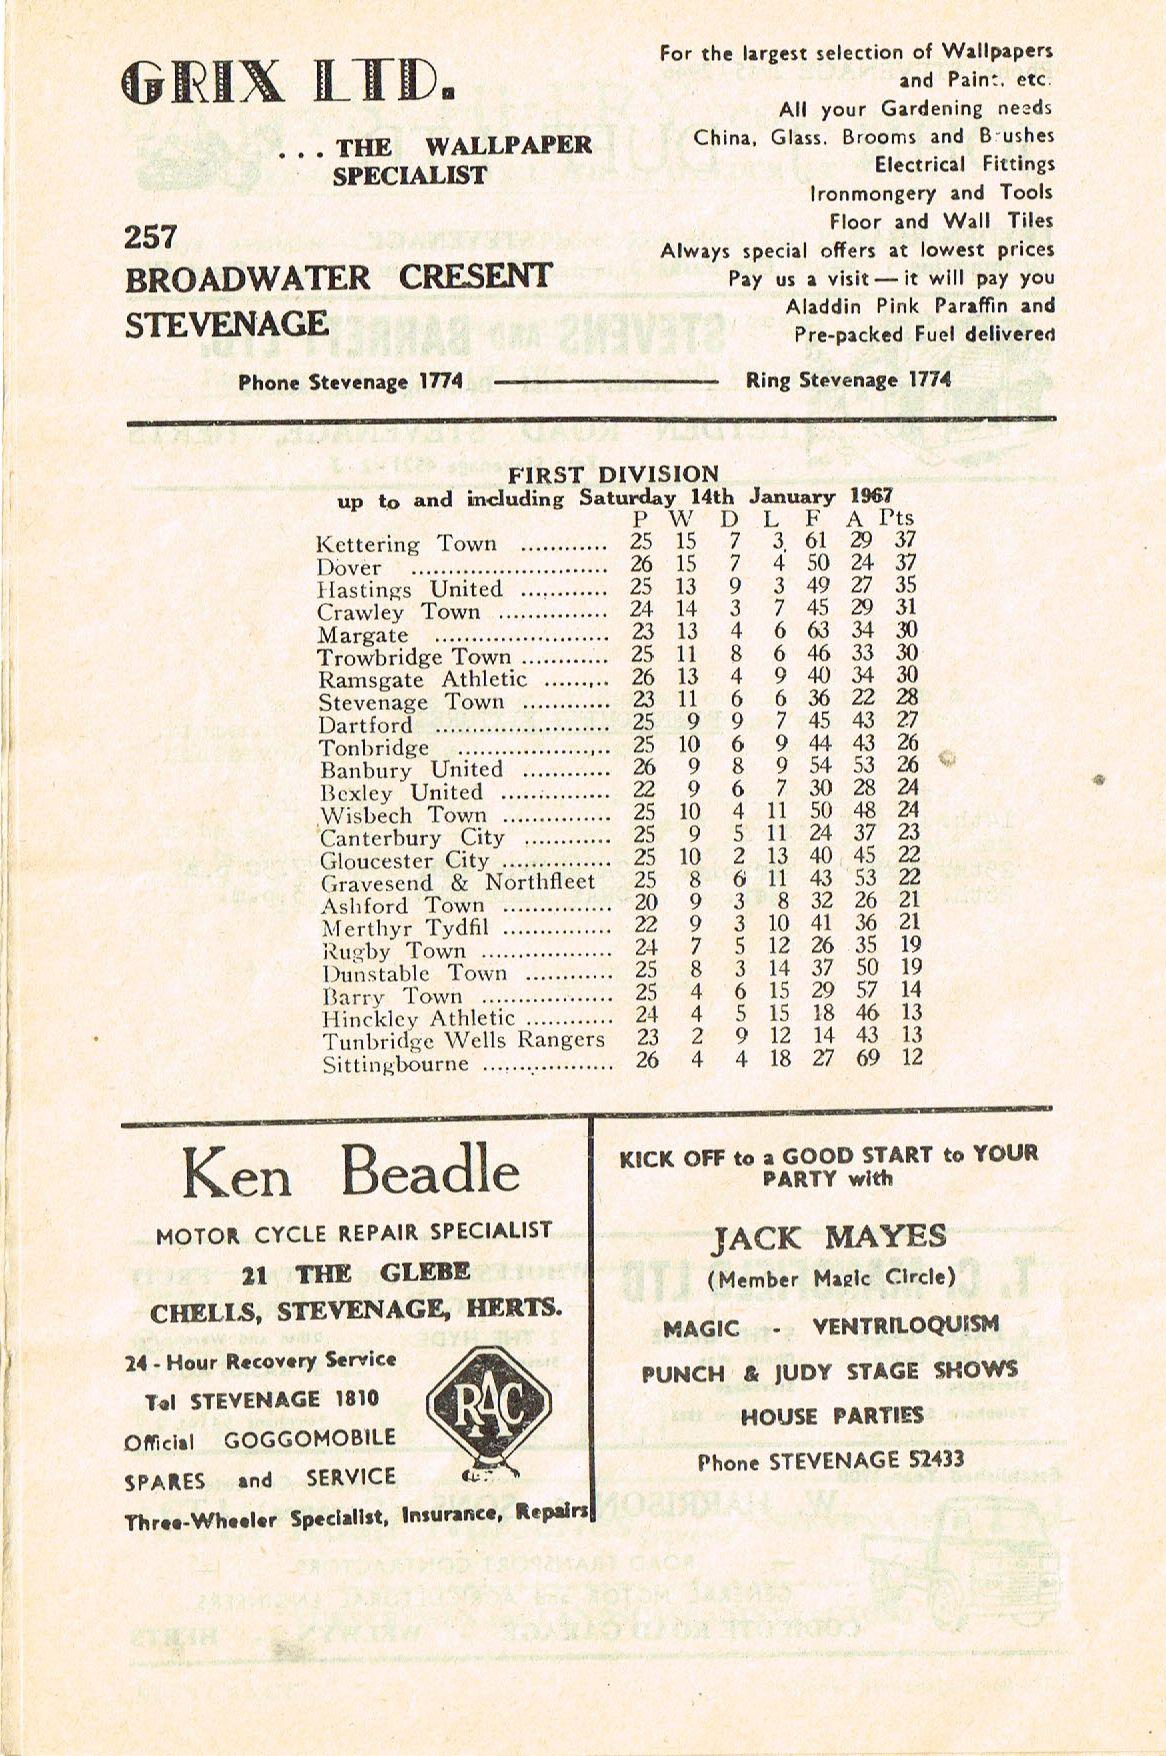 GRIX LTD.
... THE WALLPAPER
SPECIALIST
257
BROADWATER CRESENT
STEVENAGE
For the largest selection of Wallpapers
and Paint, etc.
All your Gardening needs
China, Glass, Brooms and Brushes
Electrical Fittings
Ironmongery and Tools
Floor and Wall Tiles
Always special offers at lowest prices
Pay us a visit — it will pay you
Aladdin Pink Paraffin and
Pre-packed Fuel delivered
Phone Stevenage 1774 ———— Ring Stevenage 1774
FIRST DIVISION
up to and including Saturday 14th January 1967
P W D L F A Pts
Kettering Town ............ 25 15 7 3 61 29 37
Dover ........................... 26 15 7 4 50 24 37
Hastings United ............ 25 13 9 3 49 27 35
Crawley Town ............... 24 14 3 7 45 29 31
Margate ........................ 23 13 4 6 63 34 30
Trowbridge Town ............ 25 11 8 6 46 33 30
Ramsgate Athletic ......... 26 13 4 9 40 34 30
Stevenage Town ............ 23 11 6 6 36 22 28
Dartford ........................ 25 9 9 7 45 43 27
Tonbridge ..................... 25 10 6 9 44 43 26
Banbury United ............ 26 9 8 9 54 53 26
Bexley United ............... 22 9 6 7 30 28 24
Wisbech Town ............... 25 10 4 11 50 48 24
Canterbury City ............ 25 9 5 11 24 37 23
Gloucester City ............... 25 10 2 13 40 45 22
Gravesend & Northfleet 25 8 6 11 43 53 22
Ashford Town ............... 20 9 3 8 32 26 21
Merthyr Tydfil ............... 22 9 3 10 41 36 21
Rugby Town .................. 24 7 5 12 26 35 19
Dunstable Town ............ 25 8 3 14 37 50 19
Barry Town .................. 25 4 6 15 29 57 14
Hinckley Athletic ............ 24 4 5 15 18 46 13
Tunbridge Wells Rangers 23 2 9 12 14 43 13
Sittingbourne .................. 26 4 4 18 27 69 12
Ken Beadle
MOTOR CYCLE REPAIR SPECIALIST
21 THE GLEBE
CHELLS, STEVENAGE, HERTS.
24 - Hour Recovery Service
Tel STEVENAGE 1810
Official GOGGOMOBILE
SPARES and SERVICE
Three-Wheeler Specialist, Insurance, Repairs
RAC
KICK OFF to a GOOD START to YOUR
PARTY with
JACK MAYES
(Member Magic Circle)
MAGIC - VENTRILOQUISM
PUNCH & JUDY STAGE SHOWS
HOUSE PARTIES
Phone STEVENAGE 52433